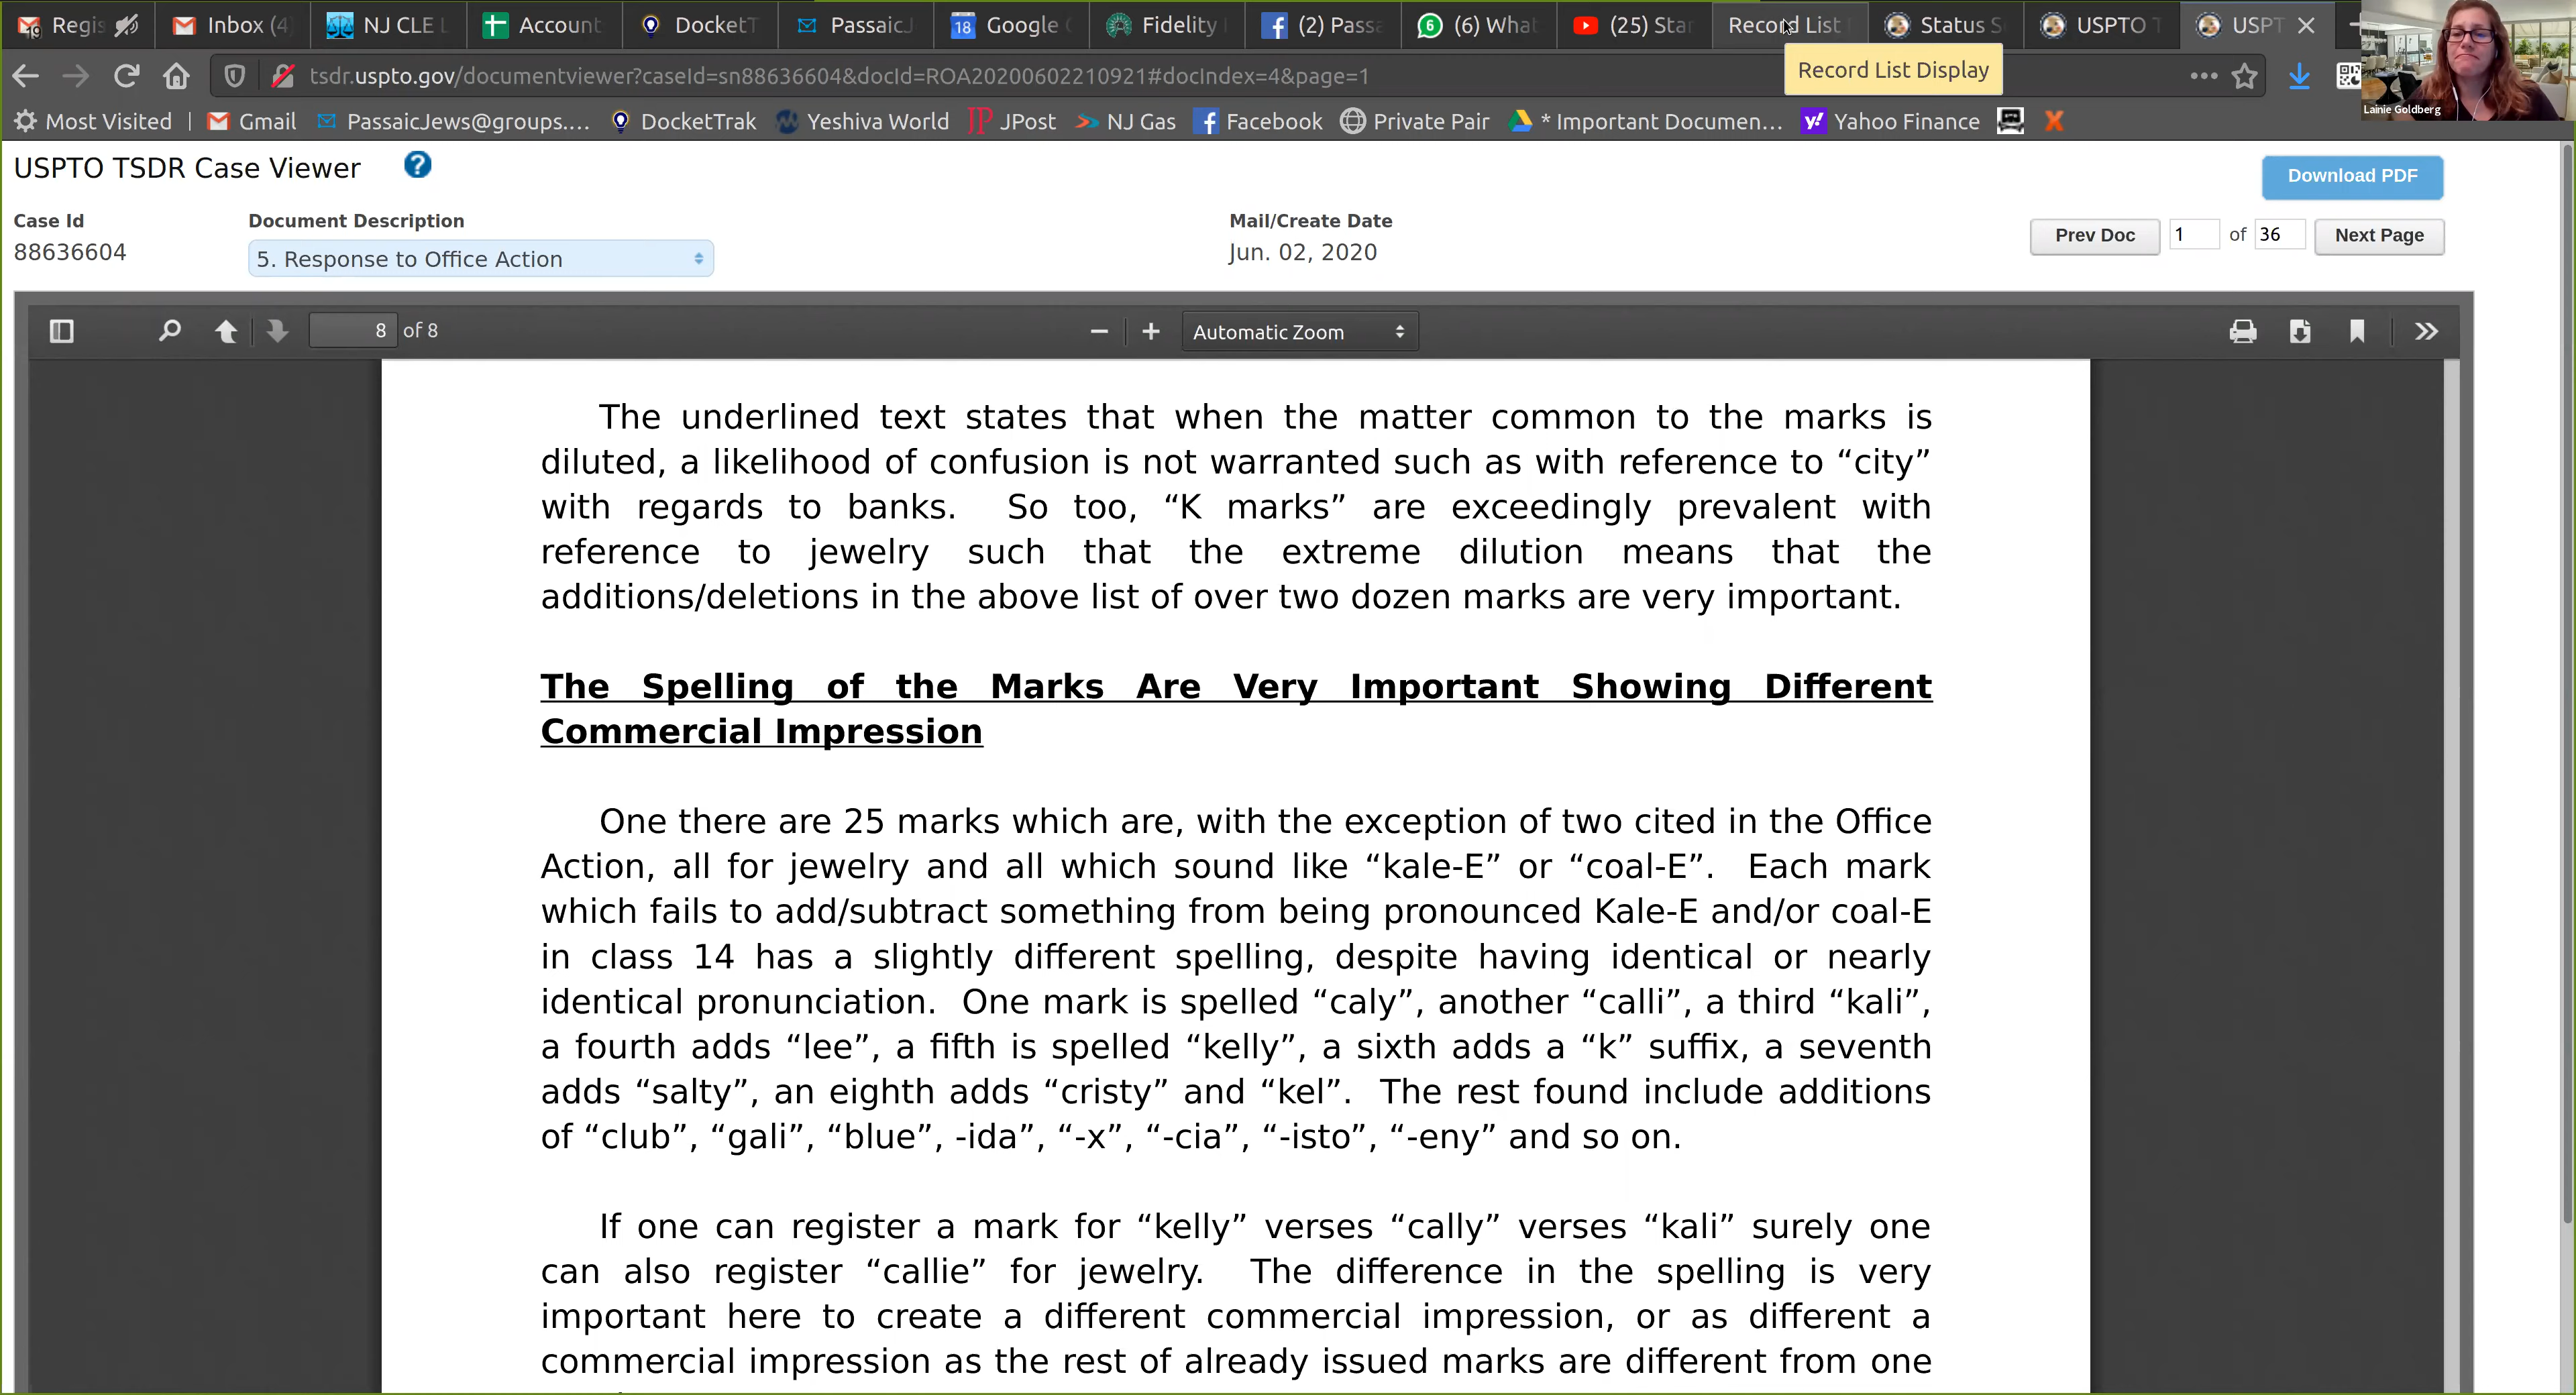 Regis
Inbox (4
NJ CLE
Account
DocketT
PassaicJ
18 Google
Fidelity
(2) Passa
6 (6) What
(25) Sta
Record List
Status S
USPTO T
USPT
tsdr.uspto.gov/documentviewer?caseId=sn88636604&docId=ROA20200602210921#docIndex=4&page=1
Record List Display
Lainie Goldberg
Most Visited
Gmail
PassaicJews@groups....
DocketTrak
Yeshiva World
JP JPost
NJ Gas
Facebook
Private Pair
* Important Documen...
Yahoo Finance
USPTO TSDR Case Viewer
?
Download PDF
Case Id
Document Description
Mail/Create Date
88636604
5. Response to Office Action
Jun. 02, 2020
Prev Doc 1 of 36 Next Page
8 of 8
Automatic Zoom
The underlined text states that when the matter common to the marks is
diluted, a likelihood of confusion is not warranted such as with reference to “city”
with regards to banks. So too, “K marks” are exceedingly prevalent with
reference to jewelry such that the extreme dilution means that the
additions/deletions in the above list of over two dozen marks are very important.
The Spelling of the Marks Are Very Important Showing Different
Commercial Impression
One there are 25 marks which are, with the exception of two cited in the Office
Action, all for jewelry and all which sound like “kale-E” or “coal-E”. Each mark
which fails to add/subtract something from being pronounced Kale-E and/or coal-E
in class 14 has a slightly different spelling, despite having identical or nearly
identical pronunciation. One mark is spelled “caly”, another “calli”, a third “kali”,
a fourth adds “lee”, a fifth is spelled “kelly”, a sixth adds a “k” suffix, a seventh
adds “salty”, an eighth adds “cristy” and “kel”. The rest found include additions
of “club”, “gali”, “blue”, -ida”, “-x”, “-cia”, “-isto”, “-eny” and so on.
If one can register a mark for “kelly” verses “cally” verses “kali” surely one
can also register “callie” for jewelry. The difference in the spelling is very
important here to create a different commercial impression, or as different a
commercial impression as the rest of already issued marks are different from one